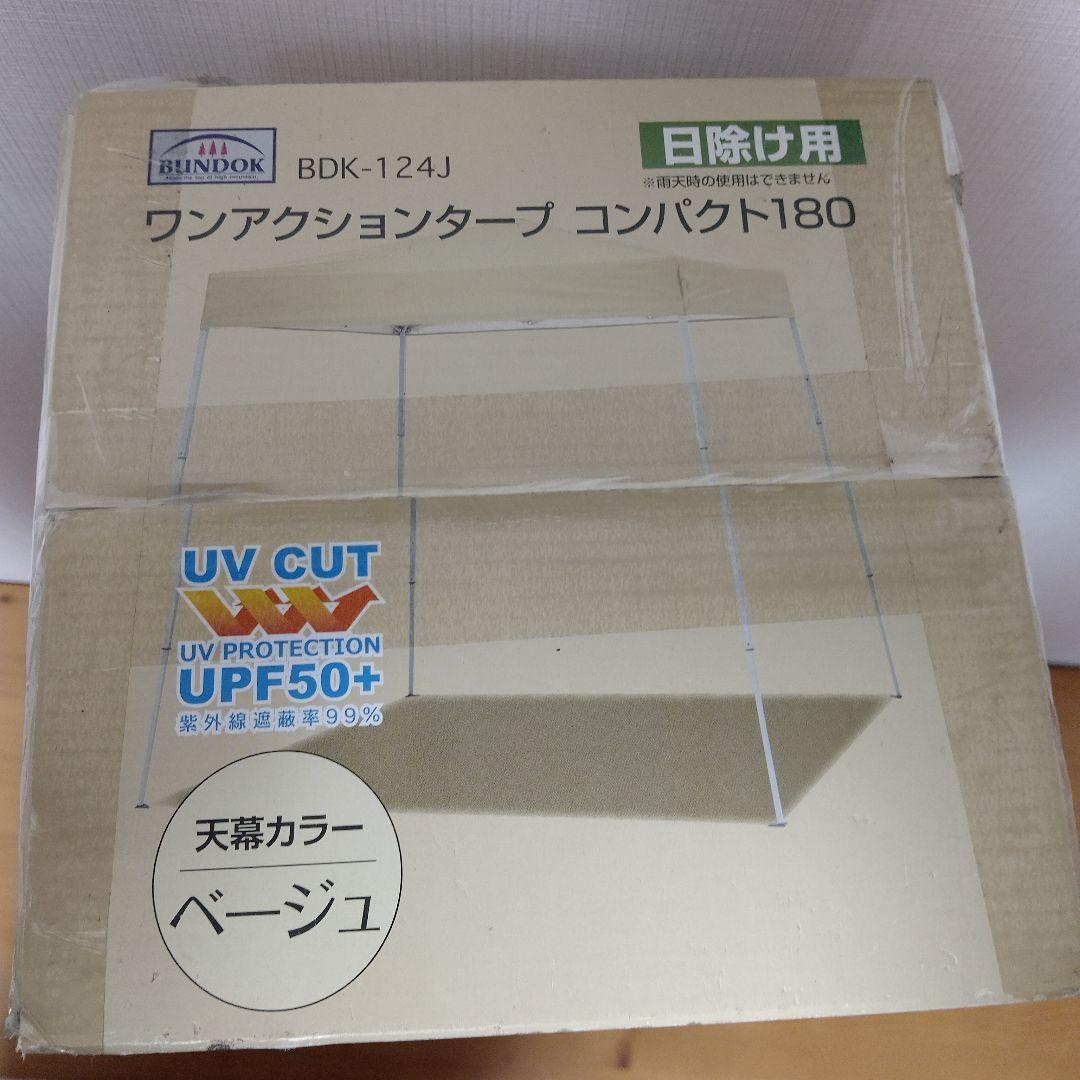 BUNDOK
BDK-124J
日除け用
※雨天時の使用はできません
ワンアクションタープ コンパクト180
UV CUT
UV PROTECTION
UPF50+
紫外線遮蔽率99%
天幕カラー
ベージュ